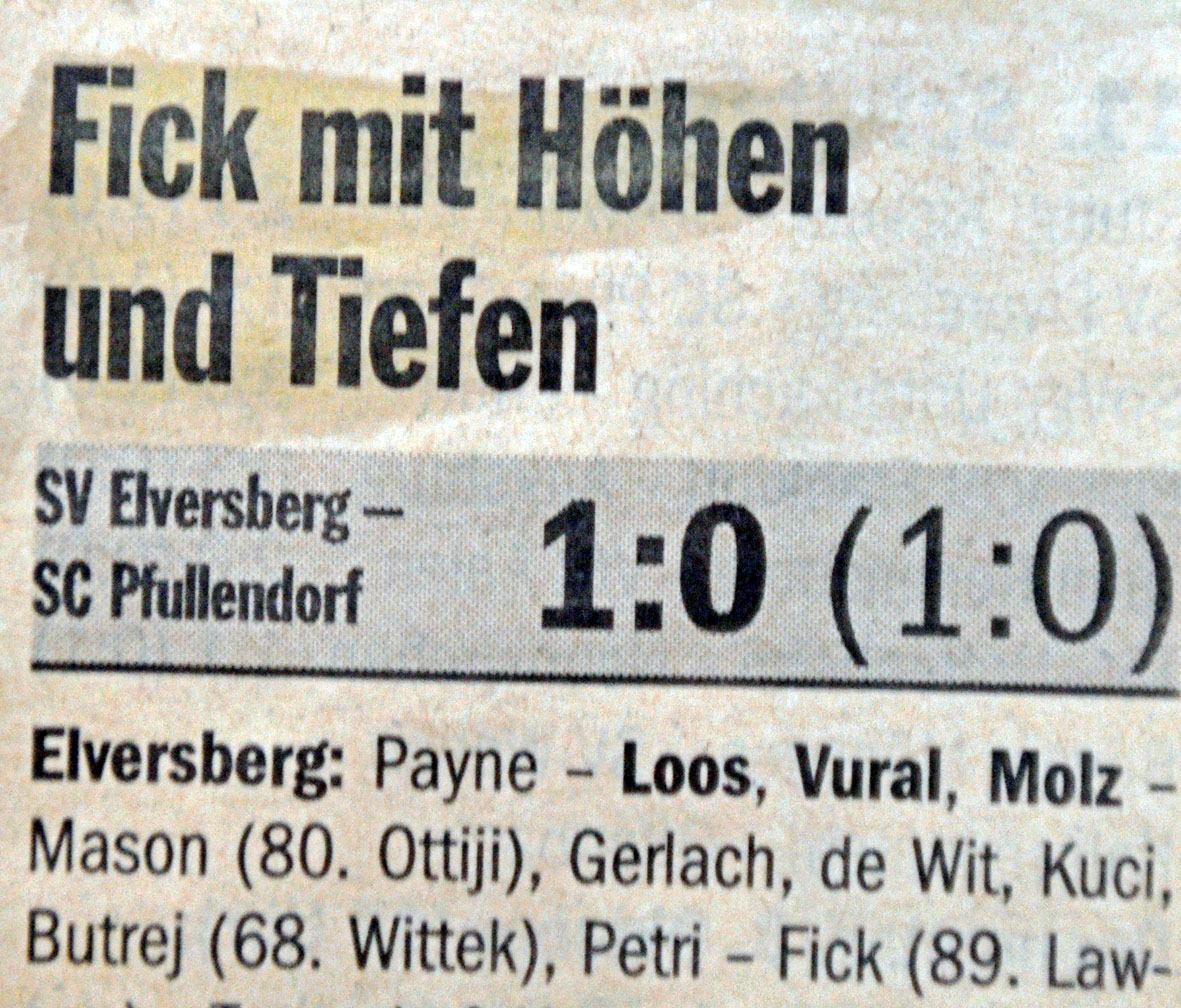 Fick mit Höhen
und Tiefen
SV Elversberg –
SC Pfullendorf
1:0 (1:0)
Elversberg: Payne – Loos, Vural, Molz –
Mason (80. Ottiji), Gerlach, de Wit, Kuci,
Butrej (68. Wittek), Petri – Fick (89. Law-